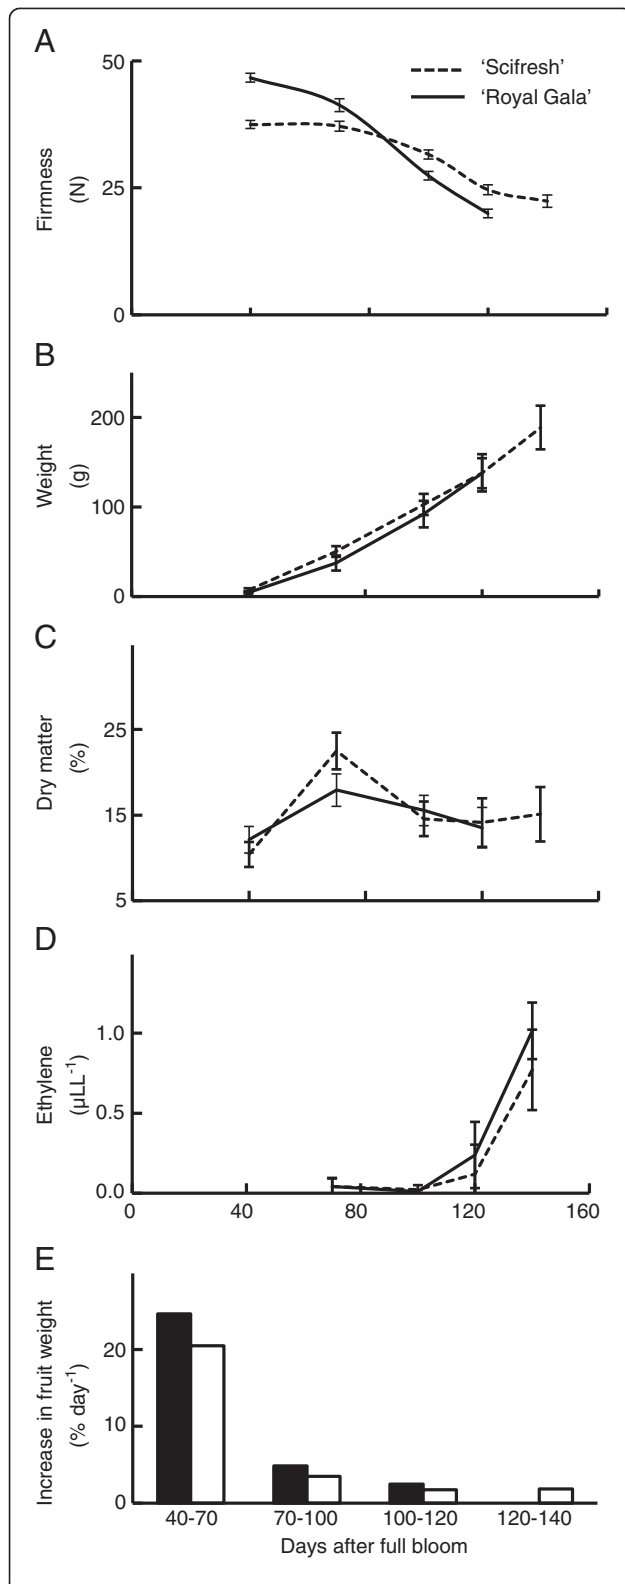 A
50
25
0
Firmness
(N)
'Scifresh'
'Royal Gala'
B
200
100
0
Weight
(g)
C
25
15
5
Dry matter
(%)
D
1.0
0.5
0.0
Ethylene
(µLL-1)
0 40 80 120 160
E
20
10
0
Increase in fruit weight
(% day-1)
40-70 70-100 100-120 120-140
Days after full bloom